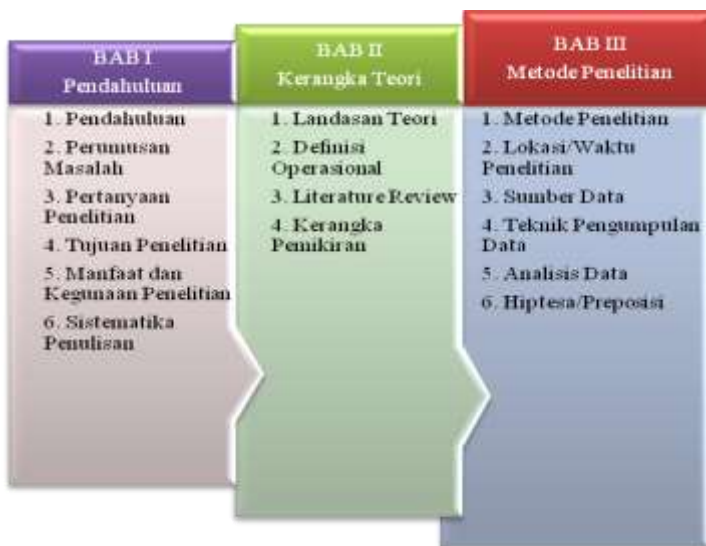 BAB I
Pendahuluan
1. Pendahuluan
2. Perumusan
Masalah
3. Pertanyaan
Penelitian
4. Tujuan Penelitian
5. Manfaat dan
Kegunaan Penelitian
6. Sistematika
Penulisan
BAB II
Kerangka Teori
1. Landasan Teori
2. Definisi
Operasional
3. Literature Review
4. Kerangka
Pemikiran
BAB III
Metode Penelitian
1. Metode Penelitian
2. Lokasi/Waktu
Penelitian
3. Sumber Data
4. Teknik Pengumpulan
Data
5. Analisis Data
6. Hiptesa/Preposisi